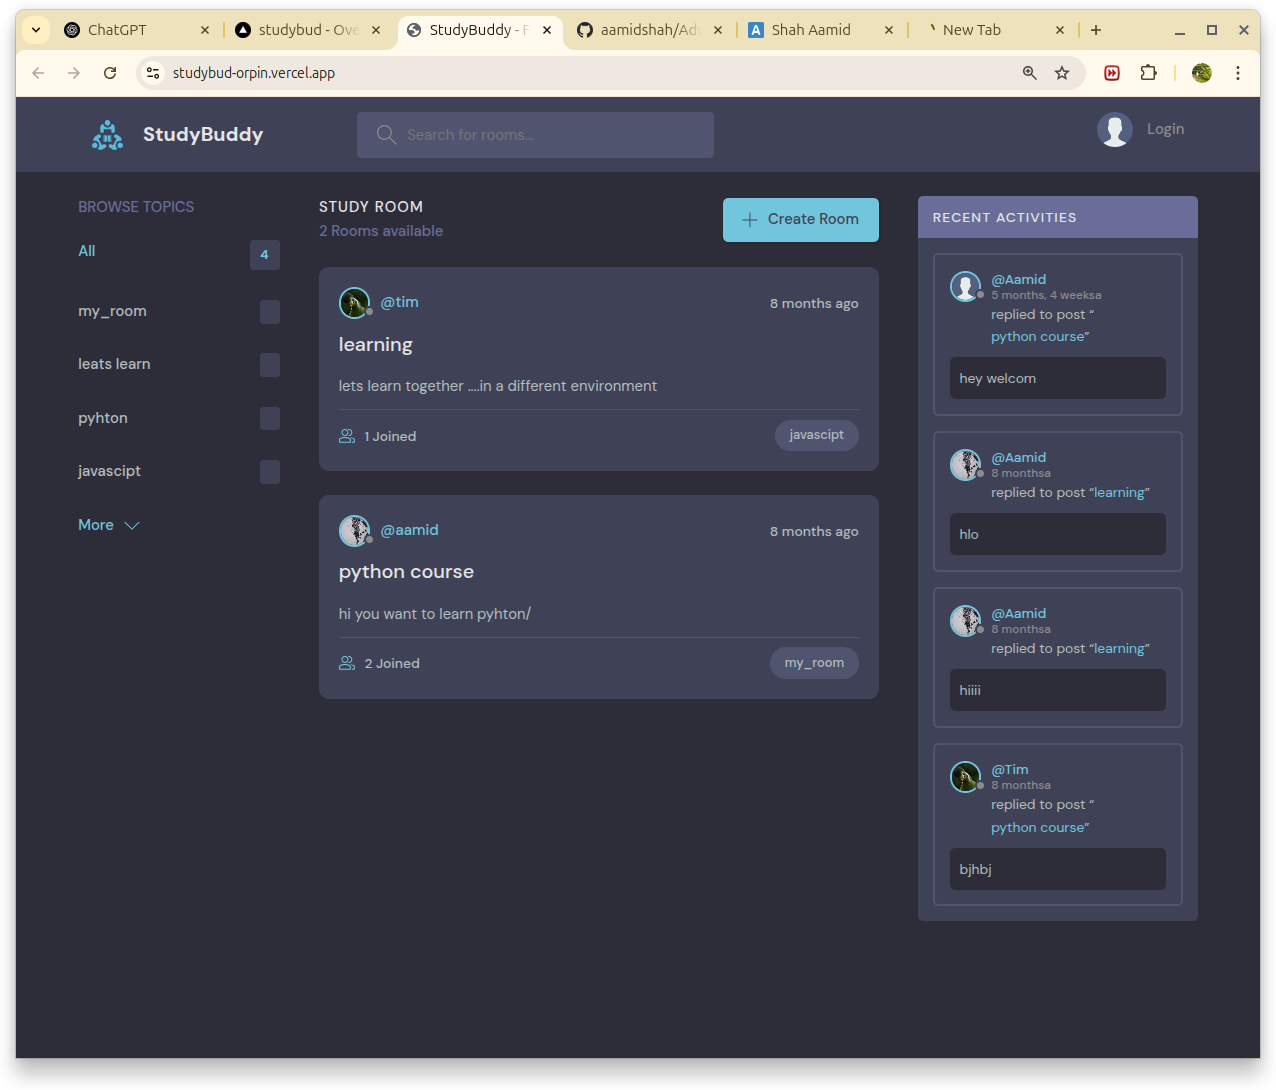 ChatGPT
studybud - Ove
StudyBuddy - F
aamidshah/Ad
Shah Aamid
New Tab
studybud-orpin.vercel.app
StudyBuddy
Search for rooms...
Login
BROWSE TOPICS
All
4
my_room
leats learn
pyhton
javascipt
More
STUDY ROOM
2 Rooms available
Create Room
@tim
8 months ago
learning
lets learn together ....in a different environment
1 Joined
javascipt
@aamid
8 months ago
python course
hi you want to learn pyhton/
2 Joined
my_room
RECENT ACTIVITIES
@Aamid
5 months, 4 weeksa
replied to post “
python course”
hey welcom
@Aamid
8 monthsa
replied to post “learning”
hlo
@Aamid
8 monthsa
replied to post “learning”
hiiii
@Tim
8 monthsa
replied to post “
python course”
bjhbj